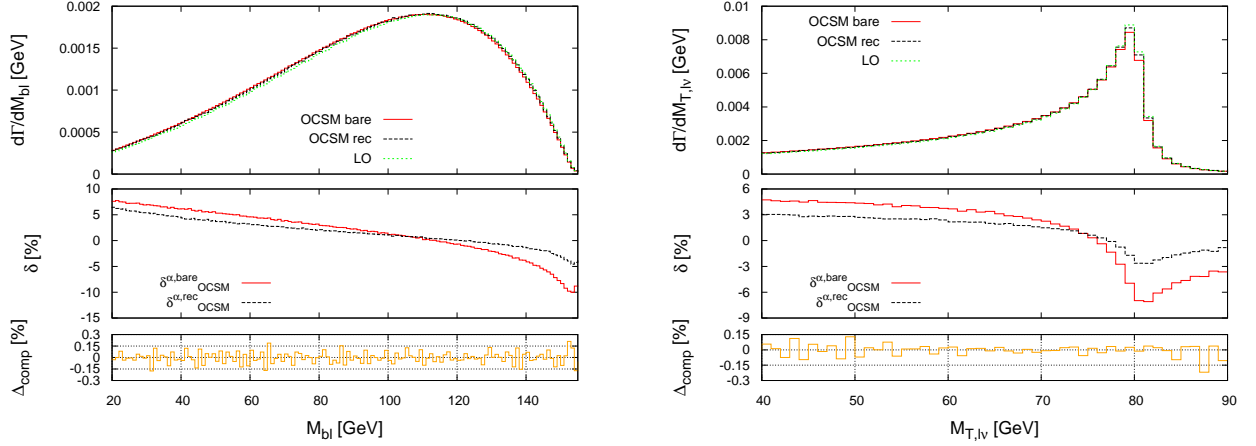 dΓ/dM_bl [GeV]
0.002
0.0015
0.001
0.0005
0
OCSM bare
OCSM rec
LO
δ [%]
10
5
0
-5
-10
-15
δ^α,bare_OCSM
δ^α,rec_OCSM
Δ_comp [%]
0.3
0.15
0
-0.15
-0.3
20 40 60 80 100 120 140
M_bl [GeV]
dΓ/dM_T,lν [GeV]
0.01
0.008
0.006
0.004
0.002
0
OCSM bare
OCSM rec
LO
δ [%]
6
3
0
-3
-6
-9
δ^α,bare_OCSM
δ^α,rec_OCSM
Δ_comp [%]
0.15
0
-0.15
-0.3
40 50 60 70 80 90
M_T,lν [GeV]